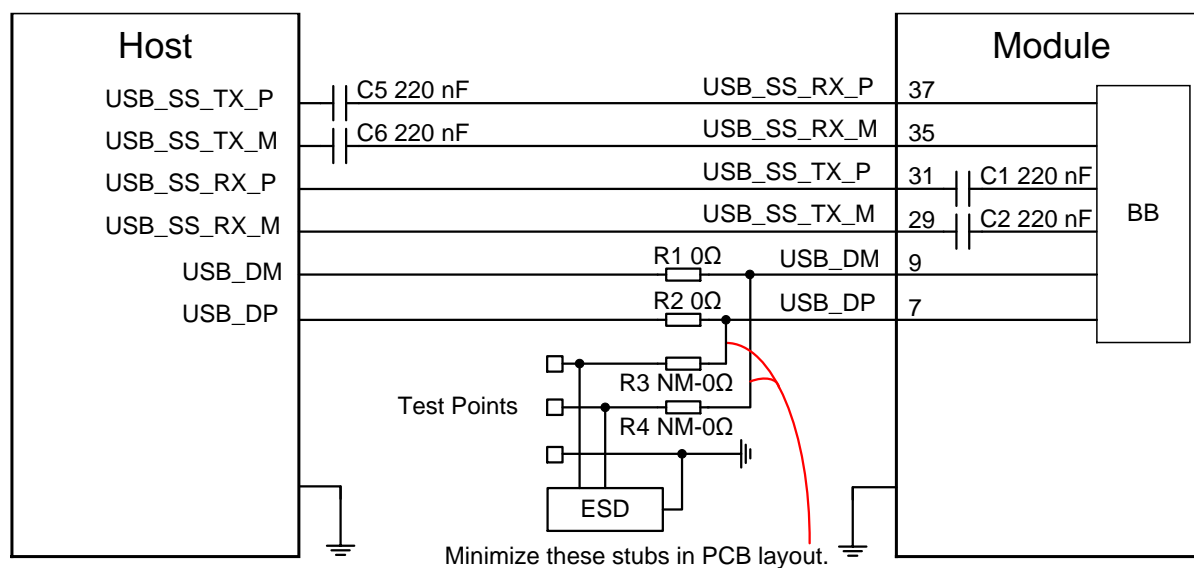 Host
Module
USB_SS_TX_P
C5 220 nF
USB_SS_RX_P
37
USB_SS_TX_M
C6 220 nF
USB_SS_RX_M
35
USB_SS_RX_P
USB_SS_TX_P
31
C1 220 nF
USB_SS_RX_M
USB_SS_TX_M
29
C2 220 nF
BB
USB_DM
R1 0Ω
USB_DM
9
USB_DP
R2 0Ω
USB_DP
7
R3 NM-0Ω
Test Points
R4 NM-0Ω
ESD
Minimize these stubs in PCB layout.